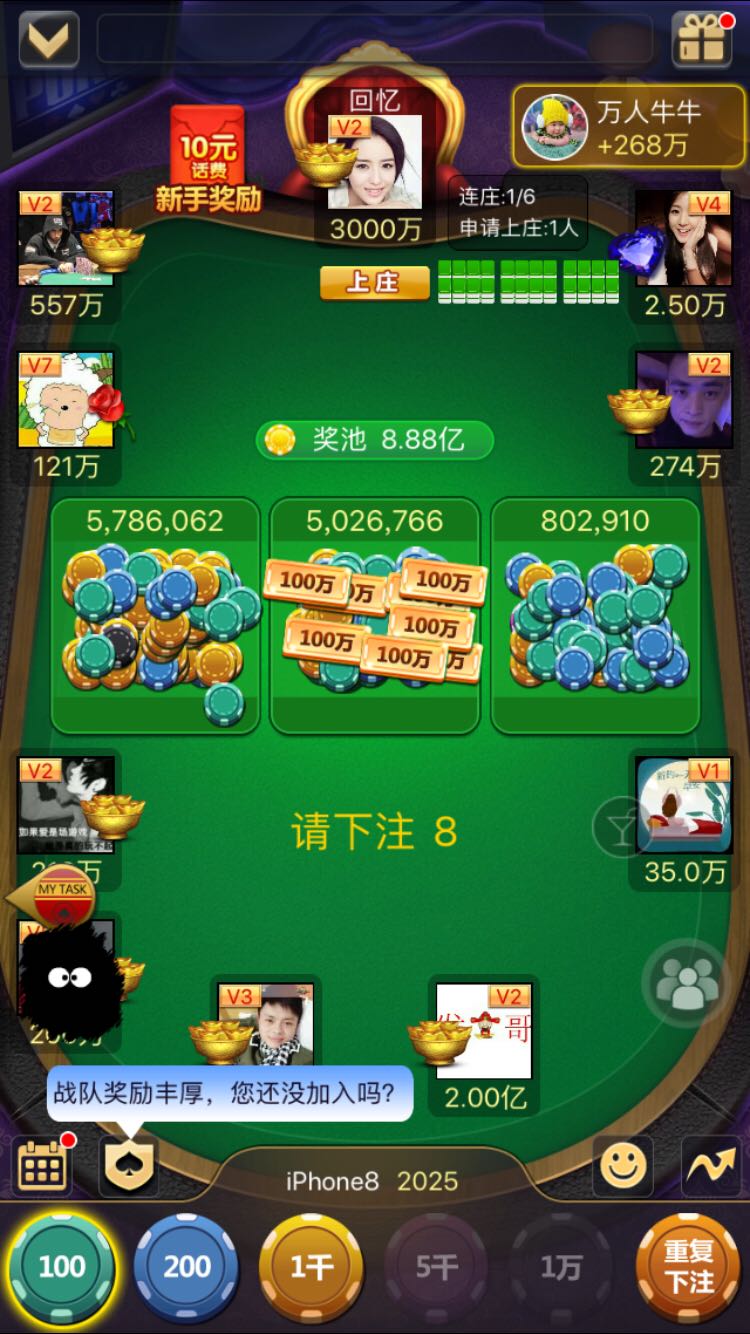 回忆
V2
3000万
10元
话费
新手奖励
万人牛牛
+268万
连庄:1/6
申请上庄:1人
上庄
V2
557万
V4
2.50万
V7
121万
V2
274万
奖池 8.88亿
5,786,062
5,026,766
802,910
100万
100万
100万
100万
100万
万
请下注 8
V2
如果爱是场游戏
V1
35.0万
MY TASK
V3
V2
2.00亿
战队奖励丰厚，您还没加入吗?
iPhone8 2025
100
200
1千
5千
1万
重复
下注